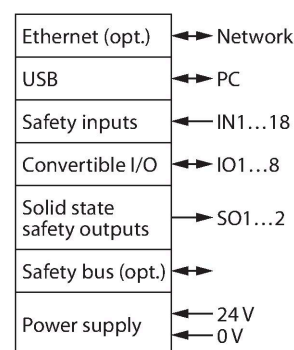 Ethernet (opt.) Network
USB PC
Safety inputs IN1...18
Convertible I/O IO1...8
Solid state
safety outputs SO1...2
Safety bus (opt.)
Power supply 24 V
0 V